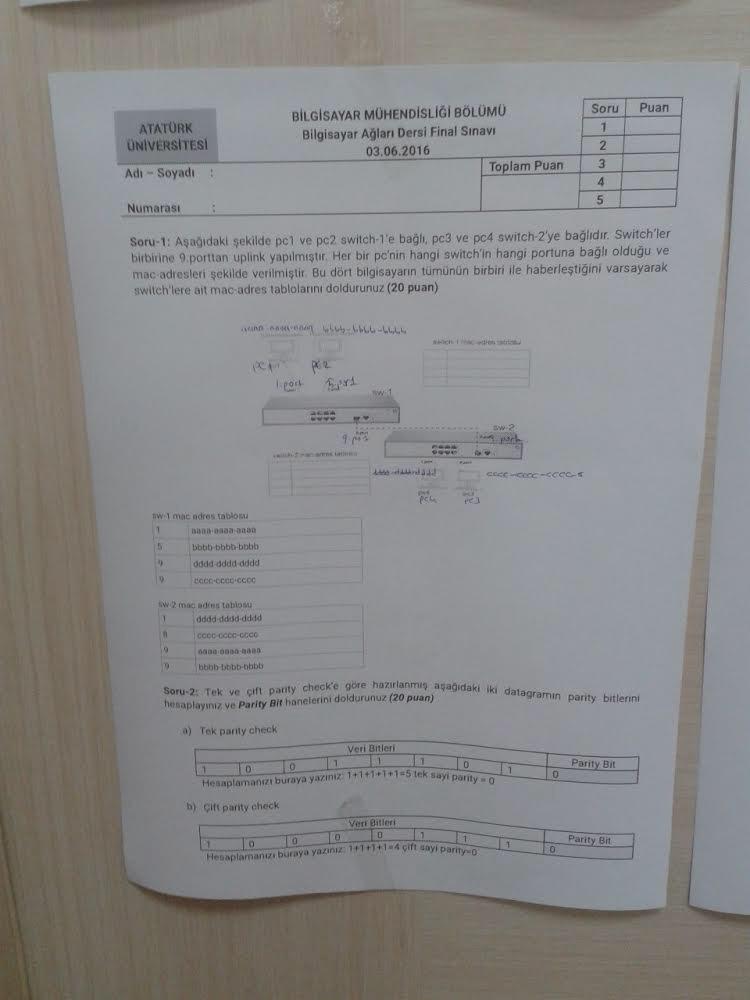 ATATÜRK
ÜNİVERSİTESİ
BİLGİSAYAR MÜHENDİSLİĞİ BÖLÜMÜ
Bilgisayar Ağları Dersi Final Sınavı
03.06.2016
Soru Puan
1
2
3
4
5
Toplam Puan
Adı – Soyadı :
Numarası :
Soru-1: Aşağıdaki şekilde pc1 ve pc2 switch-1'e bağlı, pc3 ve pc4 switch-2'ye bağlıdır. Switch'ler
birbirine 9.porttan uplink yapılmıştır. Her bir pc'nin hangi switch'in hangi portuna bağlı olduğu ve
mac-adresleri şekilde verilmiştir. Bu dört bilgisayarın tümünün birbiri ile haberleştiğini varsayarak
switch'lere ait mac-adres tablolarını doldurunuz (20 puan)
bbbb-bbbb-bbbb
pc2
switch-1 mac-adres tablosu
1.port
sw-1
9.port
sw-2
port
switch-2 mac-adres tablosu
dddd-dddd-dddd
cccc-cccc-cccc
pc4
pc3
sw-1 mac adres tablosu
1 aaaa-aaaa-aaaa
5 bbbb-bbbb-bbbb
9 dddd-dddd-dddd
9 cccc-cccc-cccc
sw-2 mac adres tablosu
1 dddd-dddd-dddd
8 cccc-cccc-cccc
9 aaaa-aaaa-aaaa
9 bbbb-bbbb-bbbb
Soru-2: Tek ve çift parity check'e göre hazırlanmış aşağıdaki iki datagramın parity bitlerini
hesaplayınız ve Parity Bit hanelerini doldurunuz (20 puan)
a) Tek parity check
Veri Bitleri Parity Bit
1 0 0 1 1 1 0 1 0
Hesaplamanızı buraya yazınız: 1+1+1+1+1=5 tek sayi parity = 0
b) Çift parity check
Veri Bitleri Parity Bit
1 0 0 0 0 1 1 1 0
Hesaplamanızı buraya yazınız: 1+1+1+1=4 çift sayi parity=0